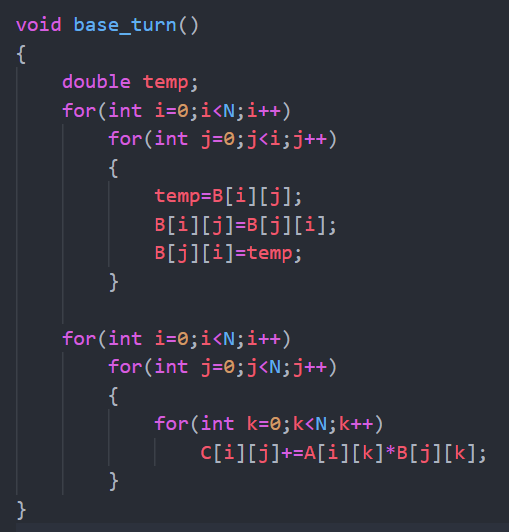 void base_turn()
{
    double temp;
    for(int i=0;i<N;i++)
        for(int j=0;j<i;j++)
        {
            temp=B[i][j];
            B[i][j]=B[j][i];
            B[j][i]=temp;
        }

    for(int i=0;i<N;i++)
        for(int j=0;j<N;j++)
        {
            for(int k=0;k<N;k++)
                C[i][j]+=A[i][k]*B[j][k];
        }
}